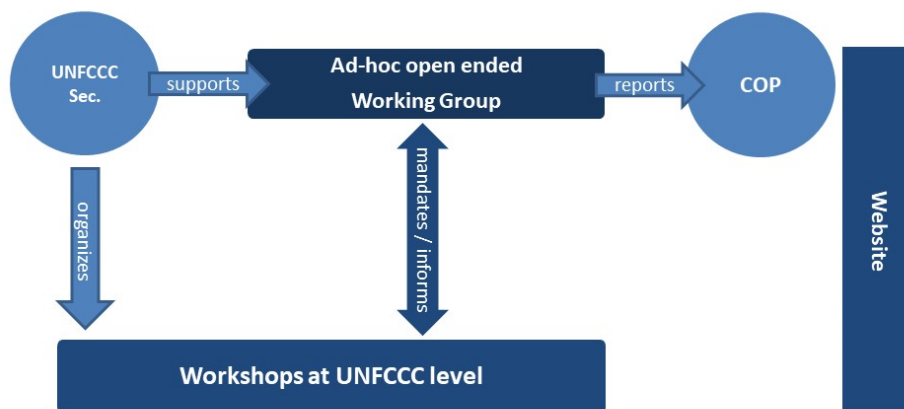 UNFCCC
Sec.
supports
Ad-hoc open ended
Working Group
reports
COP
organizes
mandates / informs
Website
Workshops at UNFCCC level